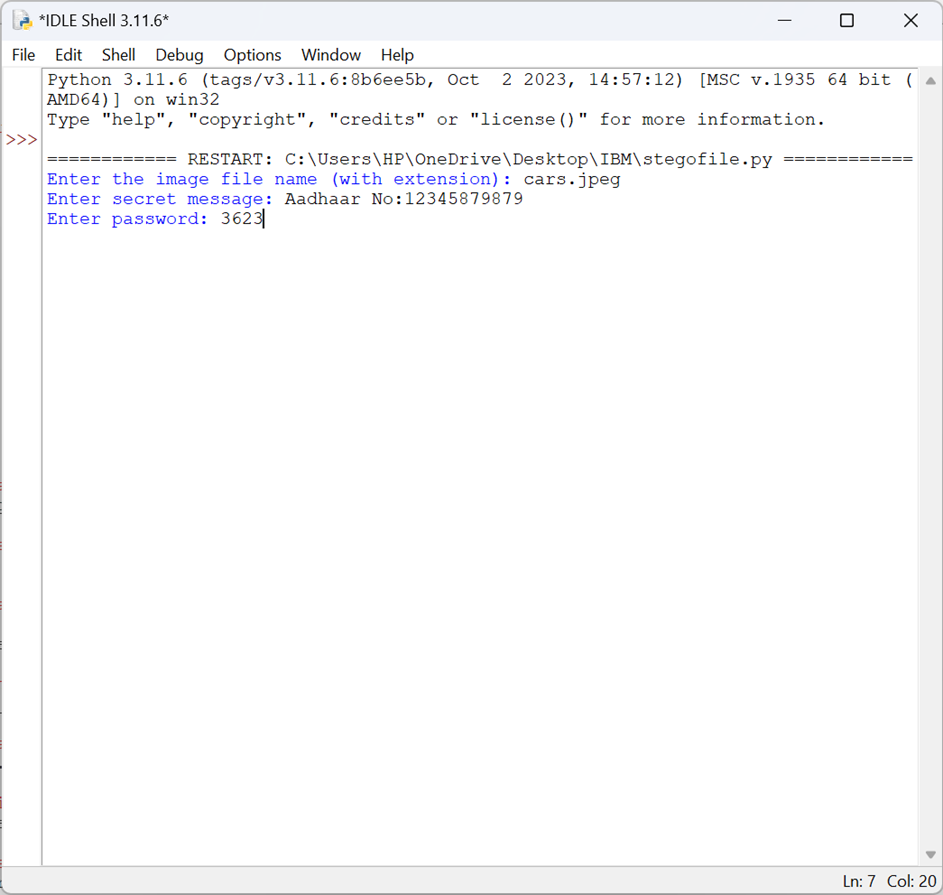 *IDLE Shell 3.11.6*
File Edit Shell Debug Options Window Help
Python 3.11.6 (tags/v3.11.6:8b6ee5b, Oct  2 2023, 14:57:12) [MSC v.1935 64 bit (
AMD64)] on win32
Type "help", "copyright", "credits" or "license()" for more information.
>>>
============ RESTART: C:\Users\HP\OneDrive\Desktop\IBM\stegofile.py ============
Enter the image file name (with extension): cars.jpeg
Enter secret message: Aadhaar No:12345879879
Enter password: 3623
Ln: 7 Col: 20